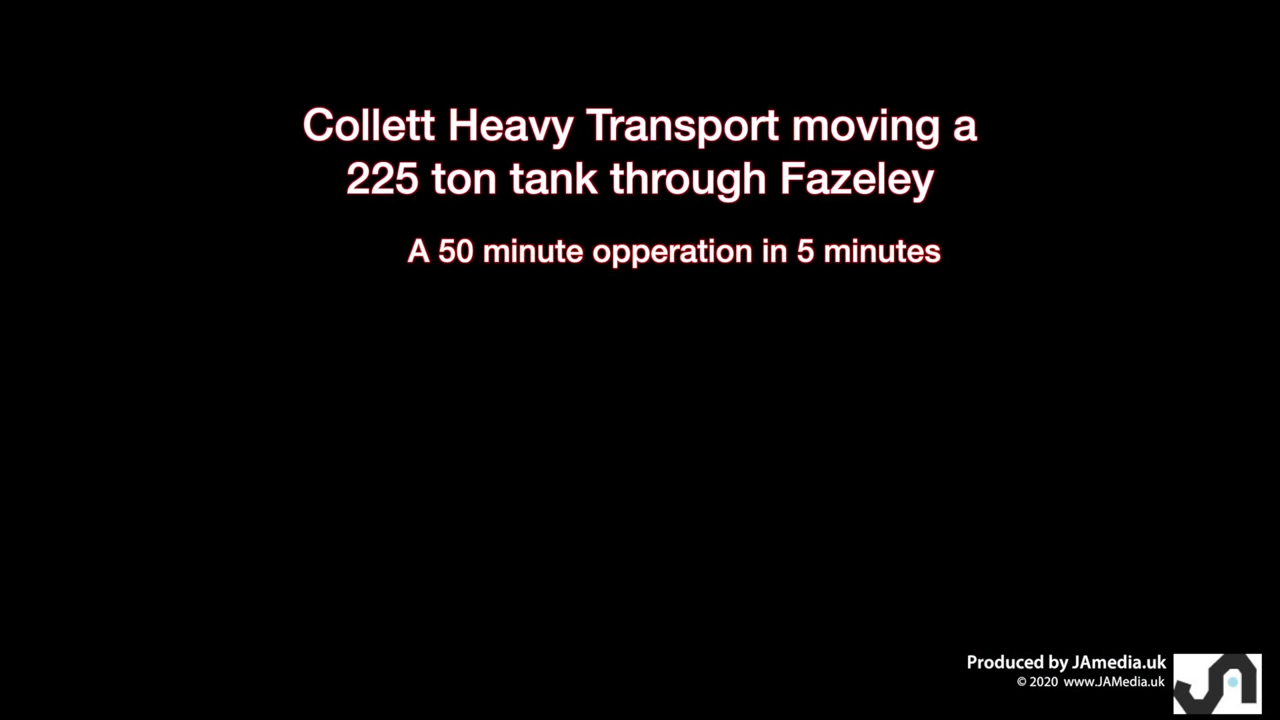 Collett Heavy Transport moving a
225 ton tank through Fazeley
A 50 minute opperation in 5 minutes
Produced by JAmedia.uk
© 2020 www.JAMedia.uk